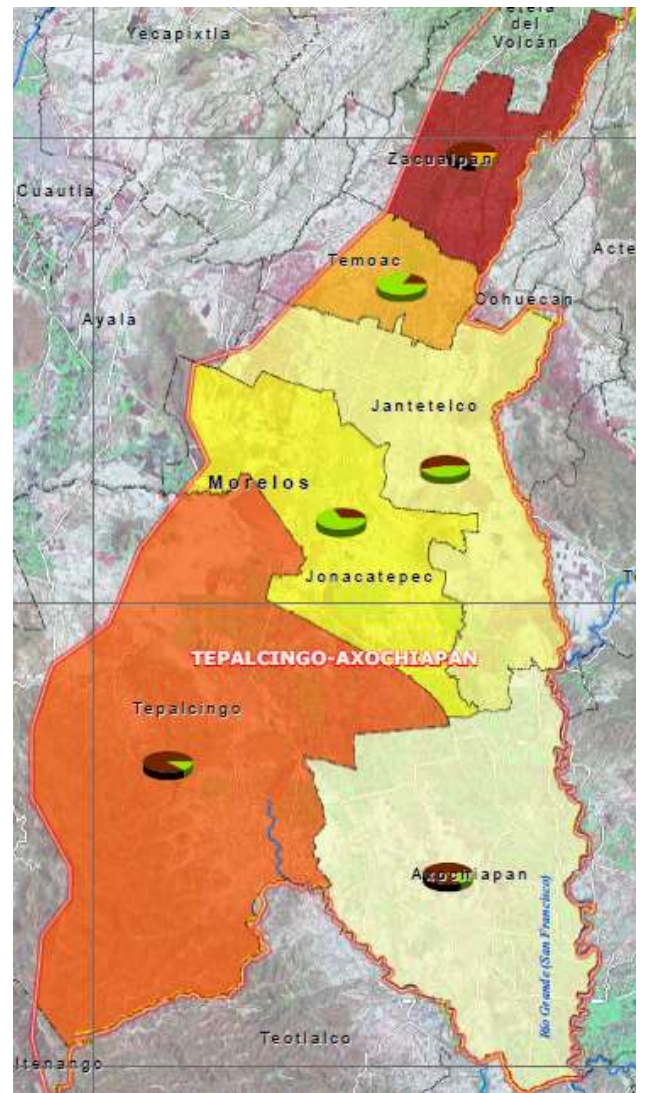 del
Volcán
Yecapixtla
Zacualpan
Cuautla
Acte
Temoac
Cohuecan
Ayala
Jantetelco
Morelos
Jonacatepec
TEPALCINGO-AXOCHIAPAN
Tepalcingo
Axochiapan
Río Grande (San Francisco)
Teotlalco
ltenango